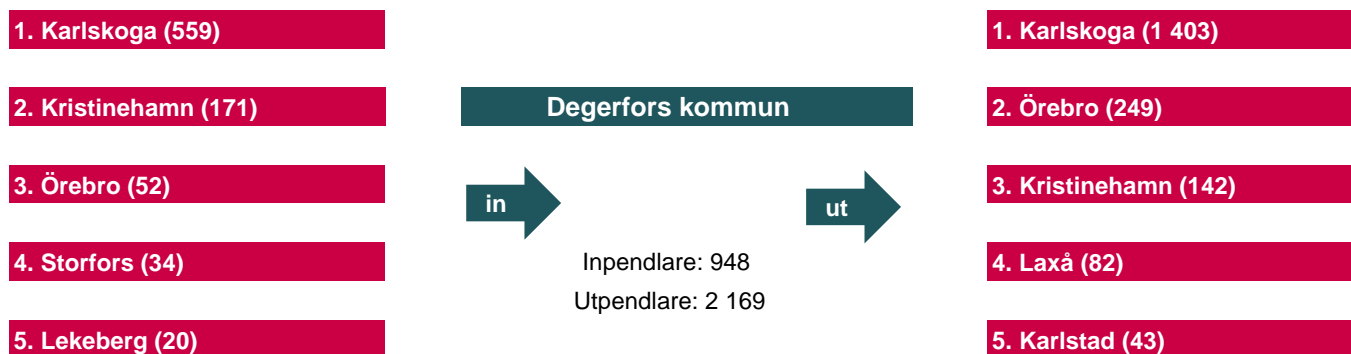 1. Karlskoga (559)
2. Kristinehamn (171)
3. Örebro (52)
4. Storfors (34)
5. Lekeberg (20)
Degerfors kommun
in
ut
Inpendlare: 948
Utpendlare: 2 169
1. Karlskoga (1 403)
2. Örebro (249)
3. Kristinehamn (142)
4. Laxå (82)
5. Karlstad (43)